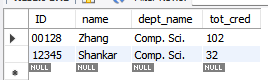 ID name dept_name tot_cred
00128 Zhang Comp. Sci. 102
12345 Shankar Comp. Sci. 32
NULL NULL NULL NULL